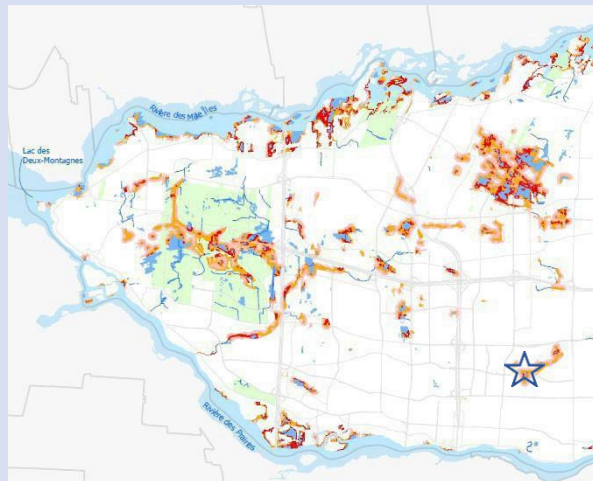 Rivière des Mille Îles
Lac des
Deux-Montagnes
Rivière des Prairies